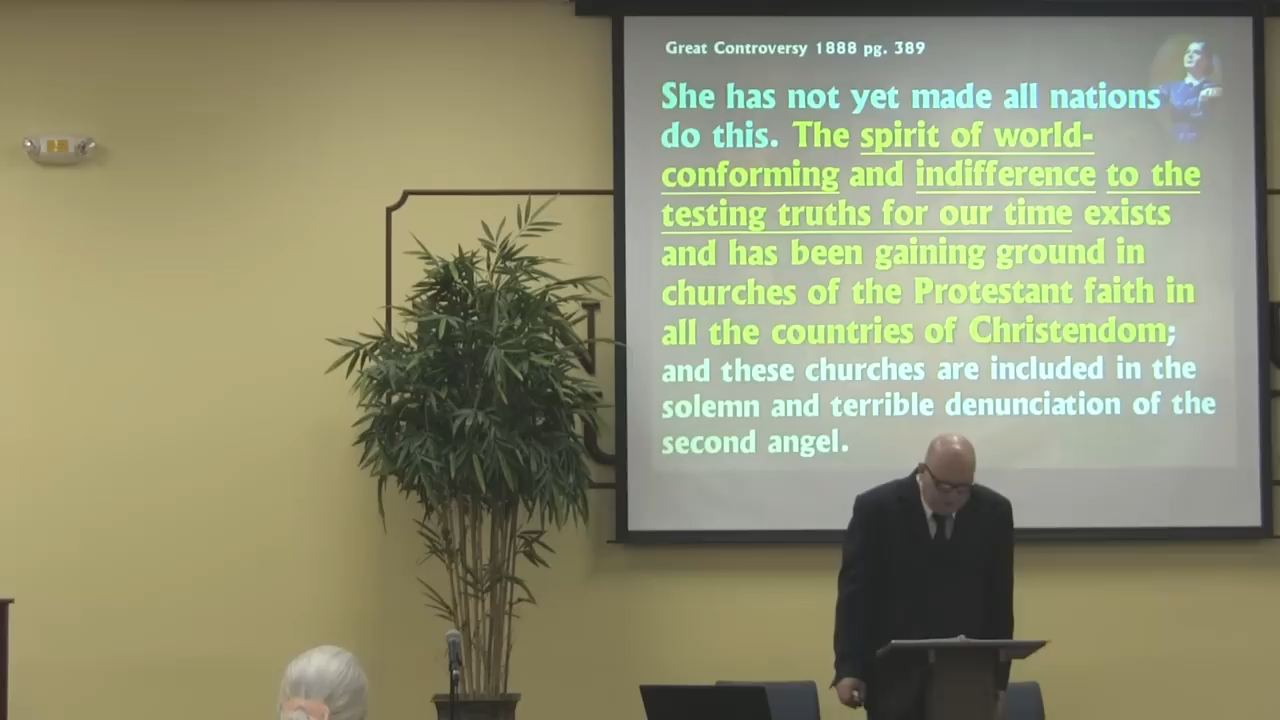 Great Controversy 1888 pg. 389
She has not yet made all nations
do this. The spirit of world-
conforming and indifference to the
testing truths for our time exists
and has been gaining ground in
churches of the Protestant faith in
all the countries of Christendom;
and these churches are included in the
solemn and terrible denunciation of the
second angel.